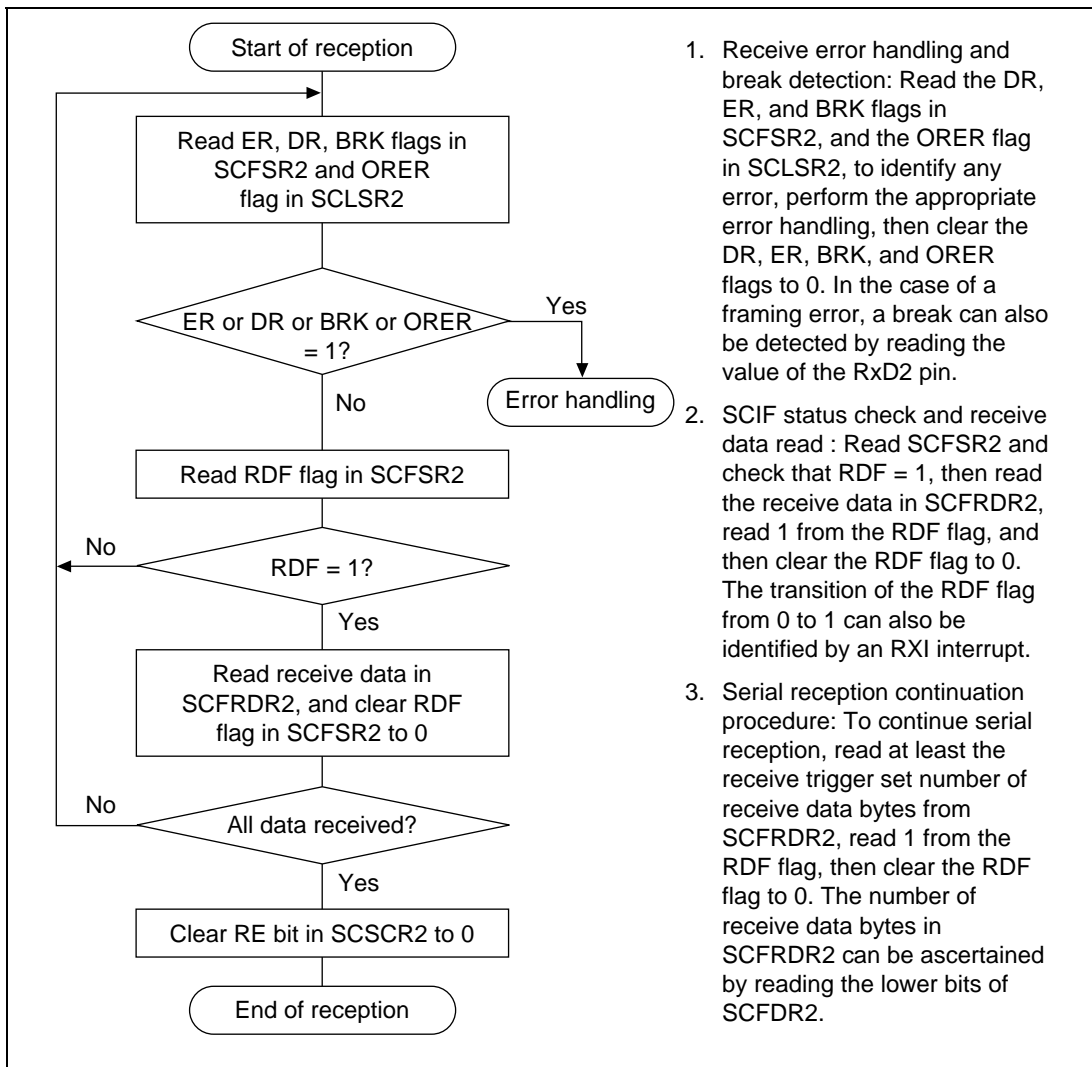 Start of reception
Read ER, DR, BRK flags in
SCFSR2 and ORER
flag in SCLSR2
ER or DR or BRK or ORER
= 1?
Yes
Error handling
No
Read RDF flag in SCFSR2
No
RDF = 1?
Yes
Read receive data in
SCFRDR2, and clear RDF
flag in SCFSR2 to 0
No
All data received?
Yes
Clear RE bit in SCSCR2 to 0
End of reception
1. Receive error handling and
break detection: Read the DR,
ER, and BRK flags in
SCFSR2, and the ORER flag
in SCLSR2, to identify any
error, perform the appropriate
error handling, then clear the
DR, ER, BRK, and ORER
flags to 0. In the case of a
framing error, a break can also
be detected by reading the
value of the RxD2 pin.
2. SCIF status check and receive
data read : Read SCFSR2 and
check that RDF = 1, then read
the receive data in SCFRDR2,
read 1 from the RDF flag, and
then clear the RDF flag to 0.
The transition of the RDF flag
from 0 to 1 can also be
identified by an RXI interrupt.
3. Serial reception continuation
procedure: To continue serial
reception, read at least the
receive trigger set number of
receive data bytes from
SCFRDR2, read 1 from the
RDF flag, then clear the RDF
flag to 0. The number of
receive data bytes in
SCFRDR2 can be ascertained
by reading the lower bits of
SCFDR2.